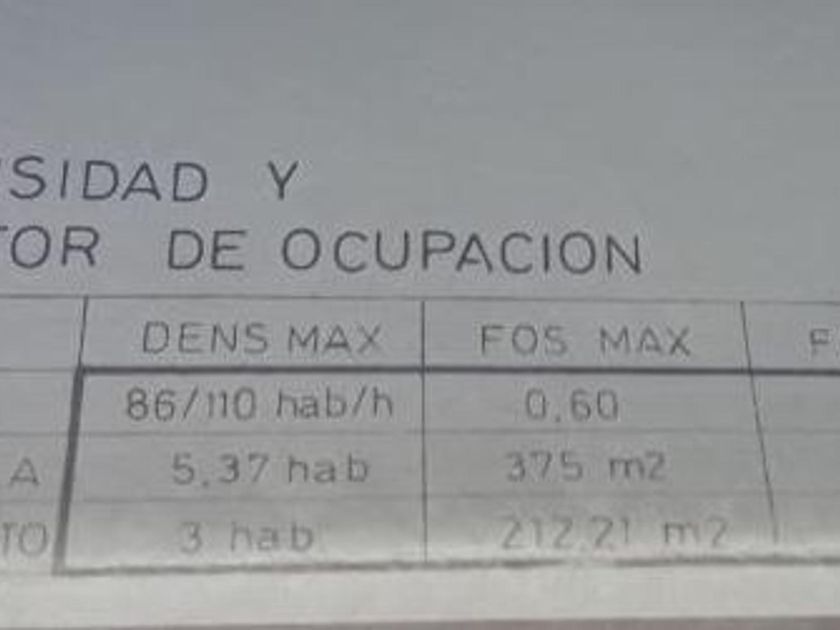 SIDAD Y
TOR DE OCUPACION
DENS MAX FOS MAX F
86/110 hab/h 0,60
A 5,37 hab 375 m2
TO 3 hab 212,21 m2